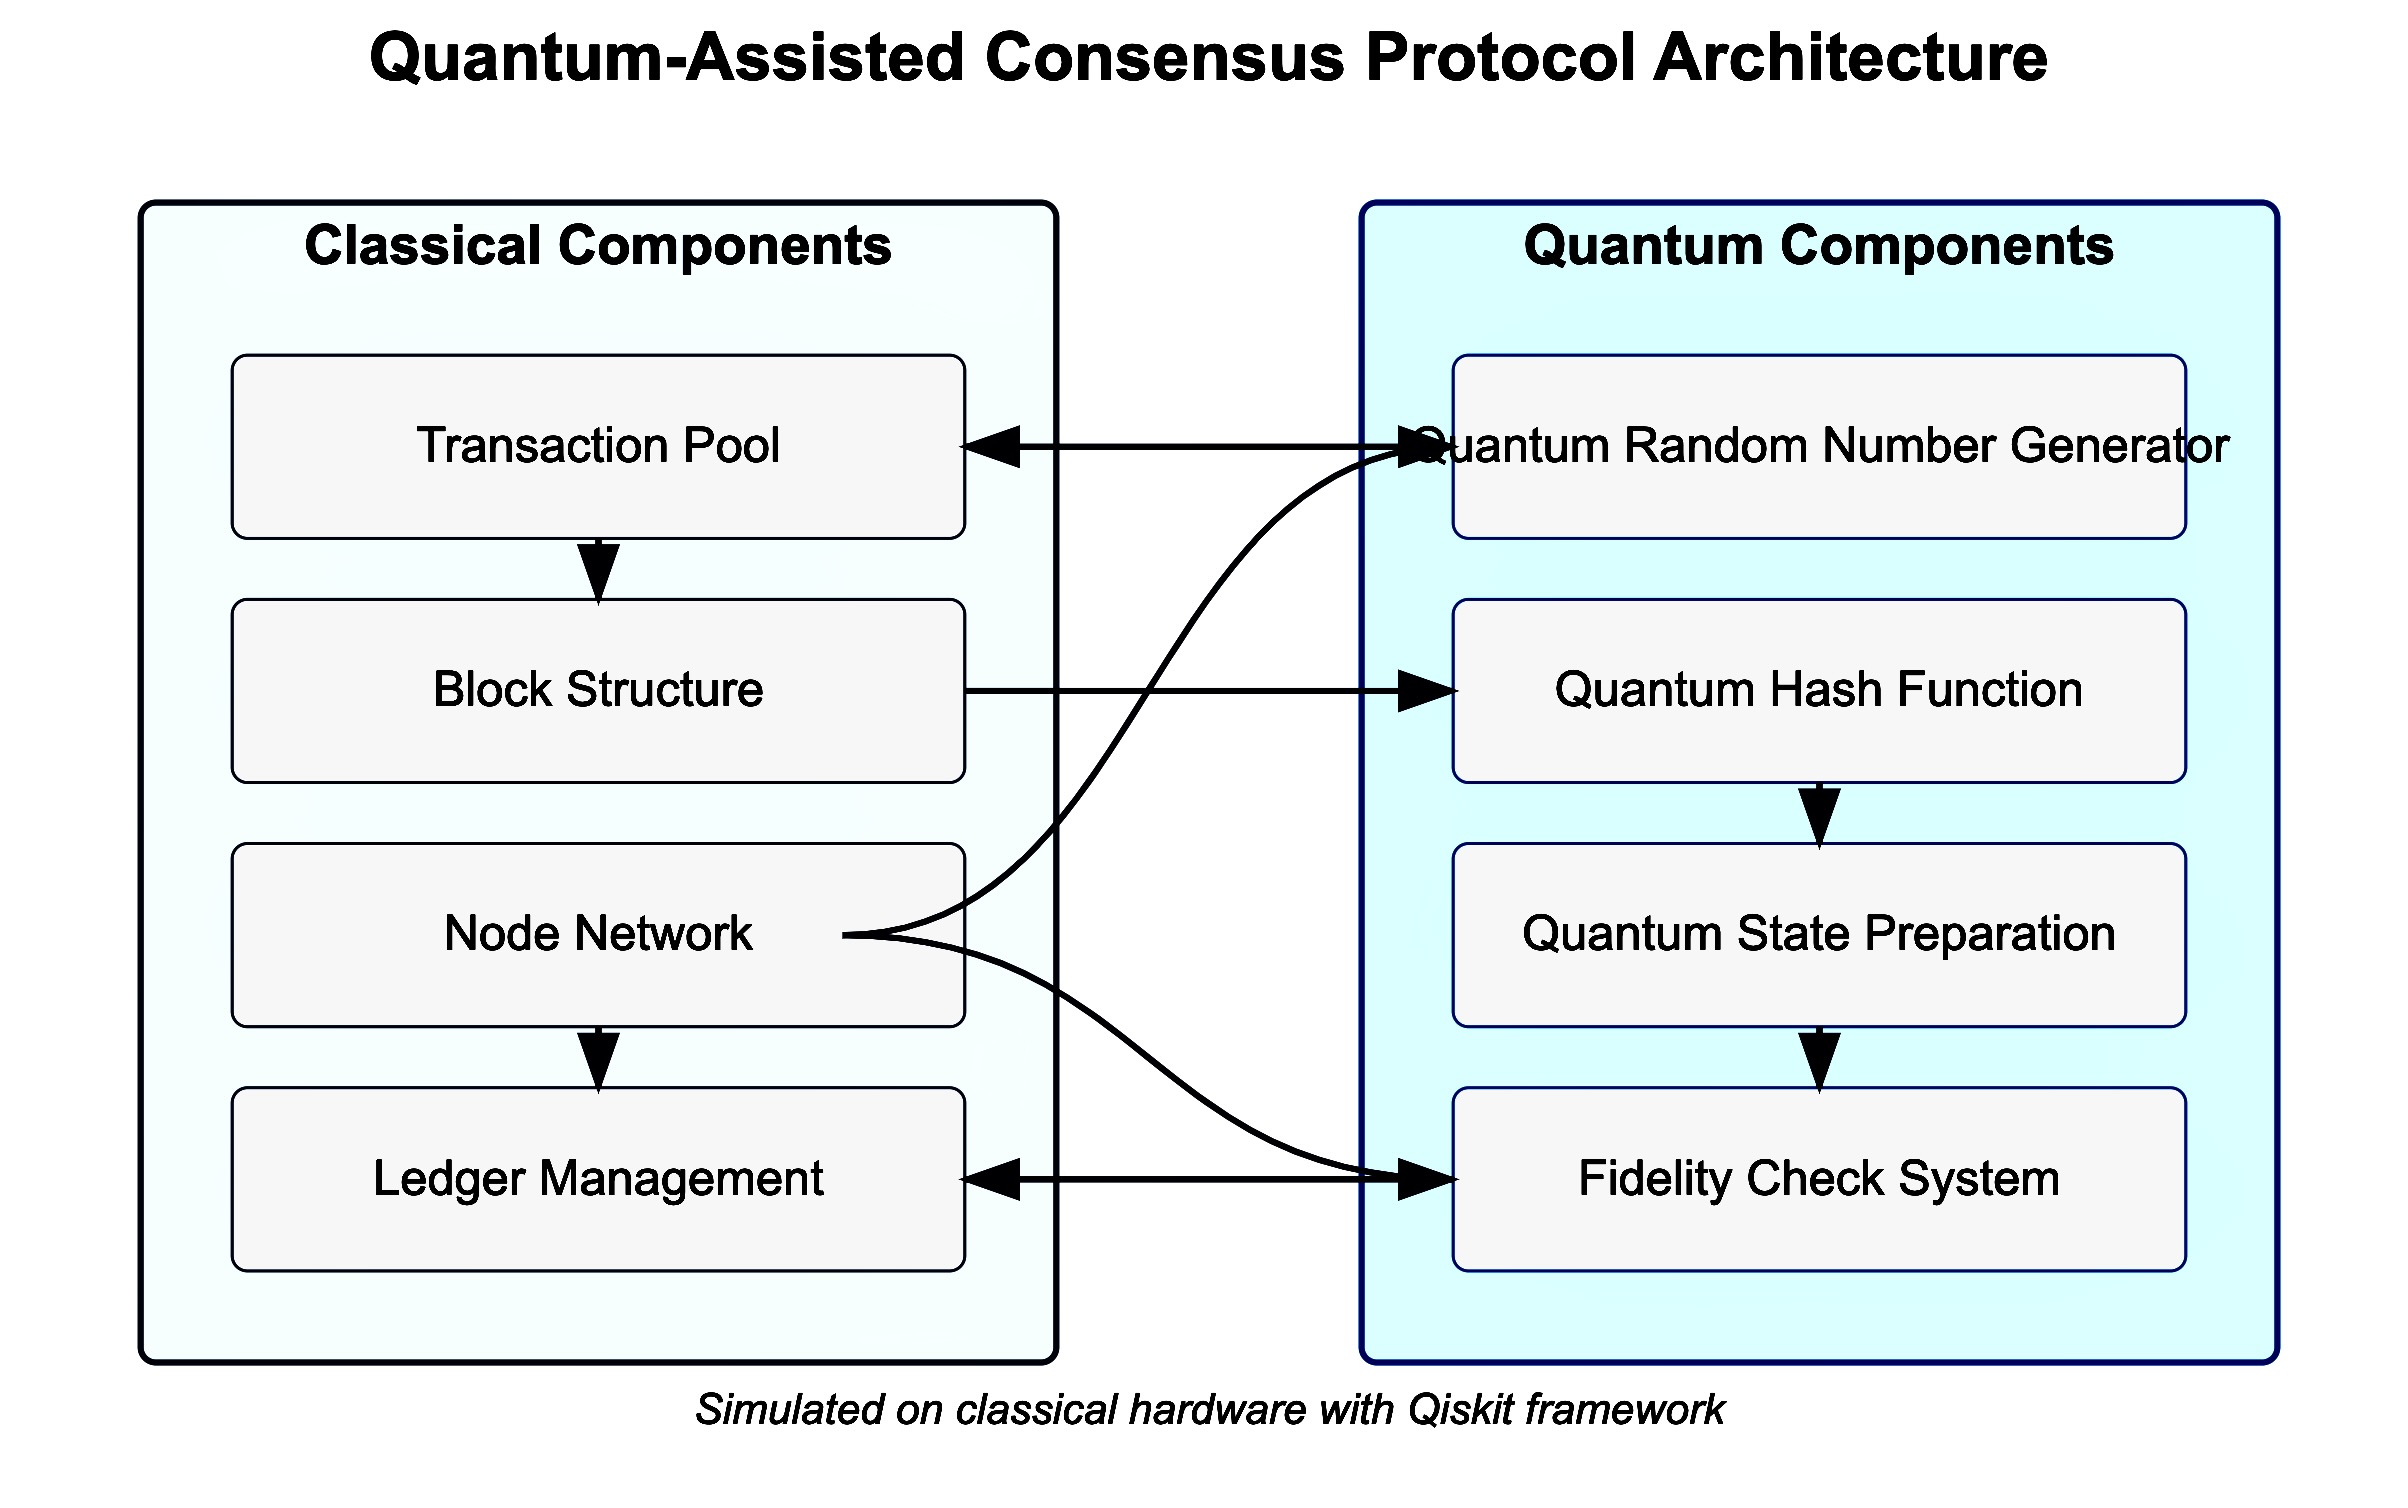 Quantum-Assisted Consensus Protocol Architecture
Classical Components
Transaction Pool
Block Structure
Node Network
Ledger Management
Quantum Components
Quantum Random Number Generator
Quantum Hash Function
Quantum State Preparation
Fidelity Check System
Simulated on classical hardware with Qiskit framework